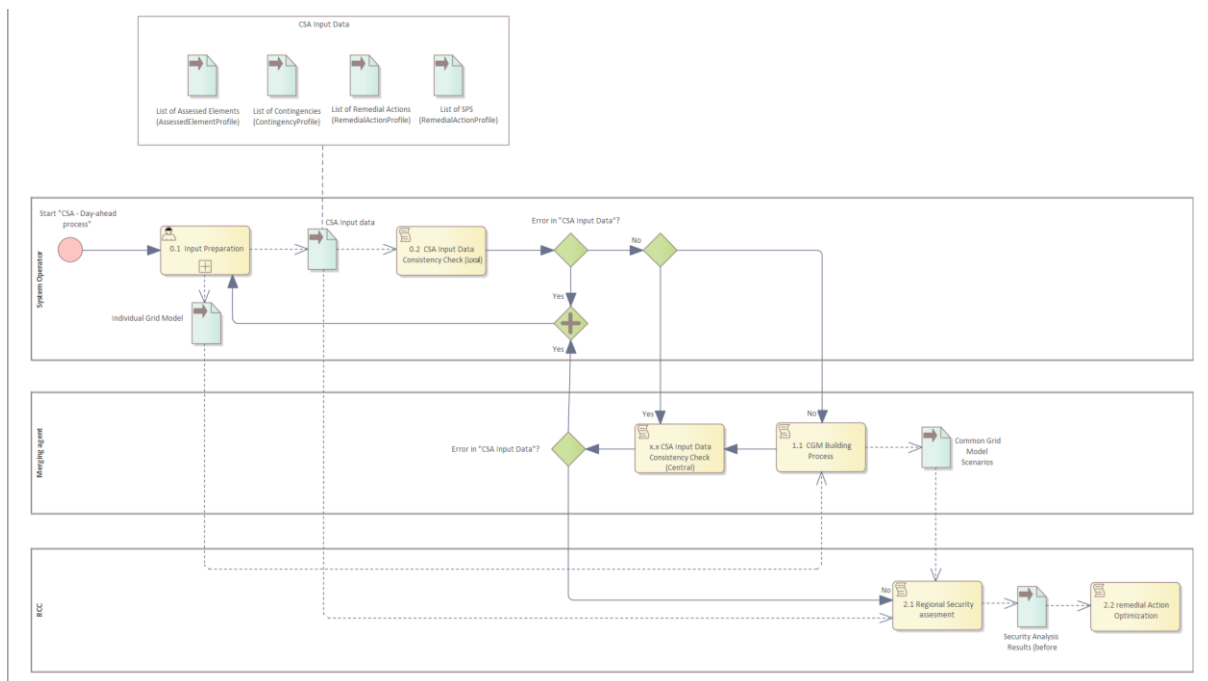 CSA Input Data
List of Assessed Elements
(AssessedElementProfile)
List of Contingencies
(ContingencyProfile)
List of Remedial Actions
(RemedialActionProfile)
List of SPS
(RemedialActionProfile)
System Operator
Start "CSA - Day-ahead
process"
0.1 Input Preparation
CSA Input data
0.2 CSA Input Data
Consistency Check (Local)
Error in "CSA Input Data"?
No
Yes
Individual Grid Model
Yes
Merging agent
Error in "CSA Input Data"?
Yes
x.x CSA Input Data
Consistency Check
(Central)
No
1.1 CGM Building
Process
Common Grid
Model
Scenarios
RCC
No
2.1 Regional Security
assesment
Security Analysis
Results (before
2.2 remedial Action
Optimization